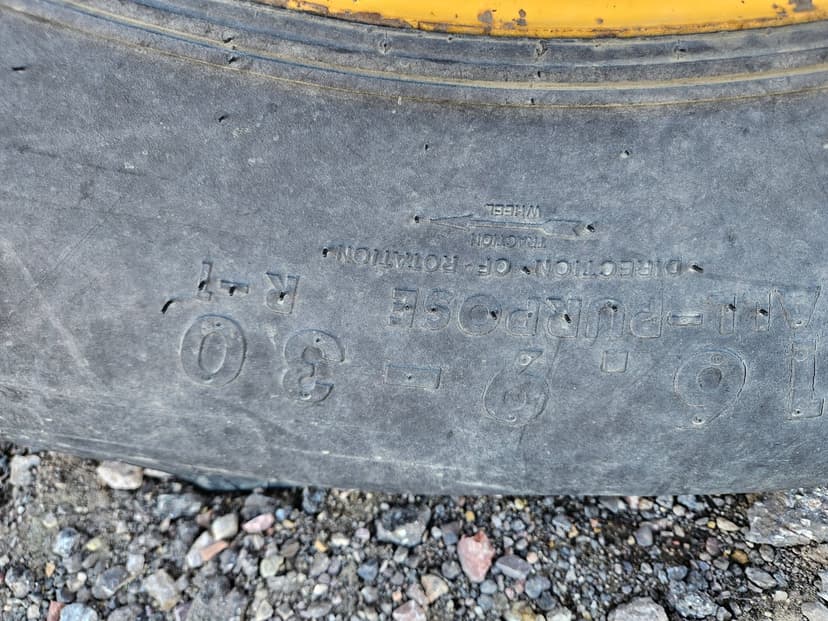 16.9-30
ALL-PURPOSE R-1
DIRECTION OF ROTATION
TRACTION
WHEEL